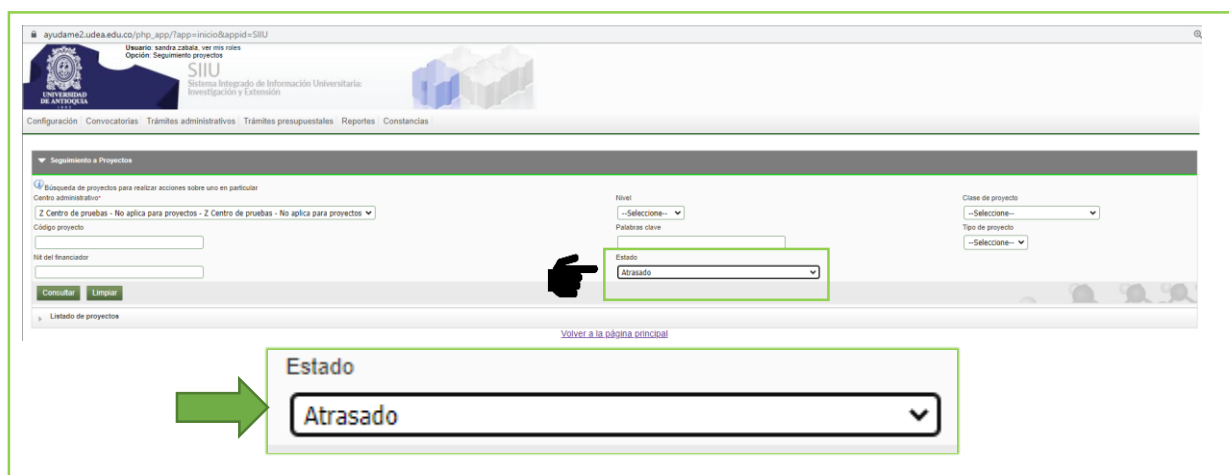 ayudame2.udea.edu.co/php_app/?app=inicio&appid=SIIU
Usuario: sandra.zabala, ver mis roles
Opción: Seguimiento proyectos
SIIU
Sistema Integrado de Información Universitaria:
Investigación y Extensión
UNIVERSIDAD
DE ANTIOQUIA
1803
Configuración Convocatorias Trámites administrativos Trámites presupuestales Reportes Constancias
Seguimiento a Proyectos
Búsqueda de proyectos para realizar acciones sobre uno en particular
Centro administrativo* Nivel Clase de proyecto
Z Centro de pruebas - No aplica para proyectos - Z Centro de pruebas - No aplica para proyectos --Seleccione-- --Seleccione--
Código proyecto Palabras clave Tipo de proyecto
--Seleccione--
Nit del financiador Estado
Atrasado
Consultar Limpiar
Listado de proyectos
Volver a la página principal
Estado
Atrasado